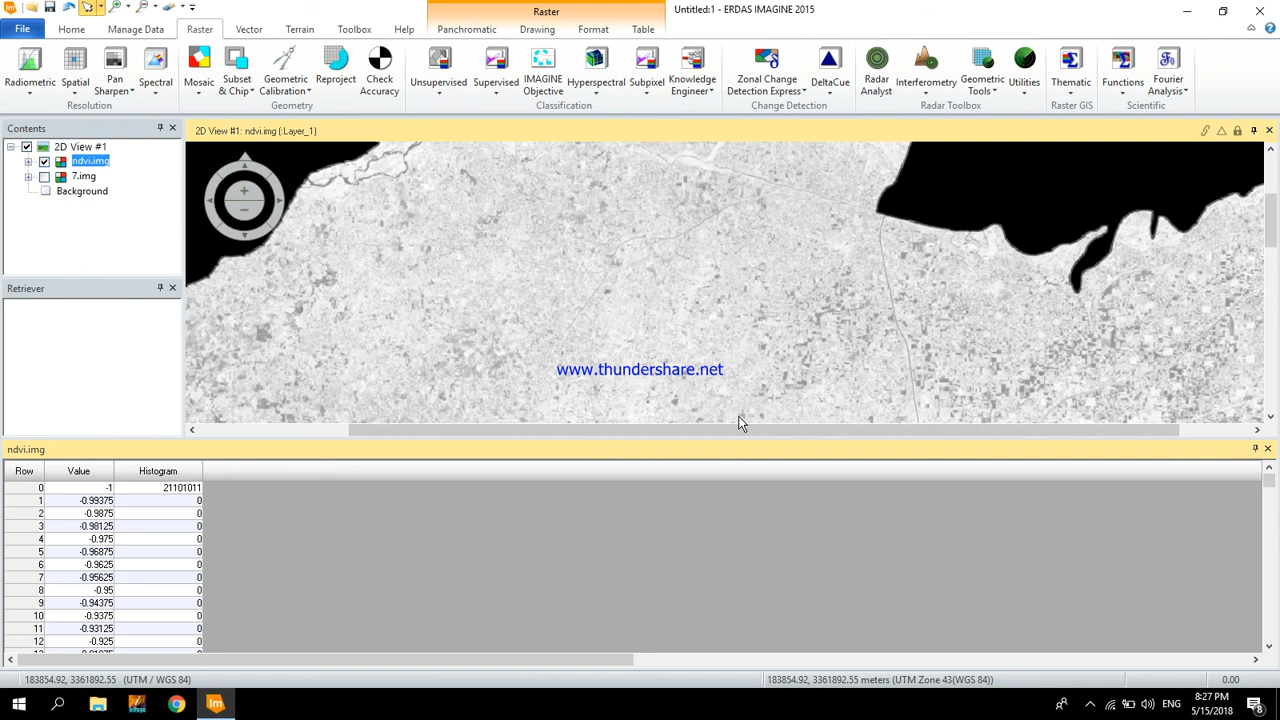 Raster
Untitled:1 - ERDAS IMAGINE 2015
File Home Manage Data Raster Vector Terrain Toolbox Help Panchromatic Drawing Format Table
Radiometric Spatial Pan Sharpen Spectral Mosaic Subset & Chip Geometric Calibration Reproject Check Accuracy Unsupervised Supervised IMAGINE Objective Hyperspectral Subpixel Knowledge Engineer Zonal Change Detection Express DeltaCue Radar Analyst Interferometry Geometric Tools Utilities Thematic Functions Fourier Analysis
Resolution Geometry Classification Change Detection Radar Toolbox Raster GIS Scientific
Contents
2D View #1: ndvi.img (:Layer_1)
2D View #1
ndvi.img
7.img
Background
Retriever
www.thundershare.net
ndvi.img
Row Value Histogram
0 -1 21101011
1 -0.99375 0
2 -0.9875 0
3 -0.98125 0
4 -0.975 0
5 -0.96875 0
6 -0.9625 0
7 -0.95625 0
8 -0.95 0
9 -0.94375 0
10 -0.9375 0
11 -0.93125 0
12 -0.925 0
183854.92, 3361892.55 (UTM / WGS 84)
183854.92, 3361892.55 meters (UTM Zone 43(WGS 84))
0.00
ENG
8:27 PM
5/15/2018
8